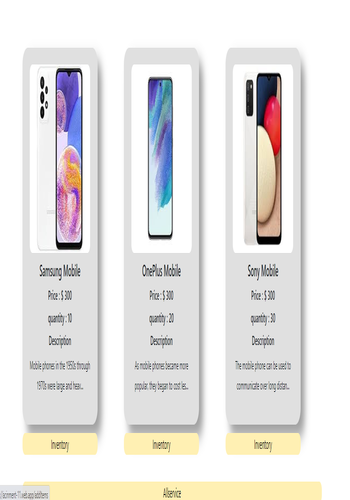 Samsung Mobile
Price : $ 300
quantity : 10
Description
Mobile phones in the 1950s through
1970s were large and heav...
Inventory
OnePlus Mobile
Price : $ 300
quantity : 20
Description
As mobile phones became
more popular, they began to cost les...
Inventory
Sony Mobile
Price : $ 300
quantity : 30
Description
The mobile phone can be used to
communicate over long distan...
Inventory
Allservice